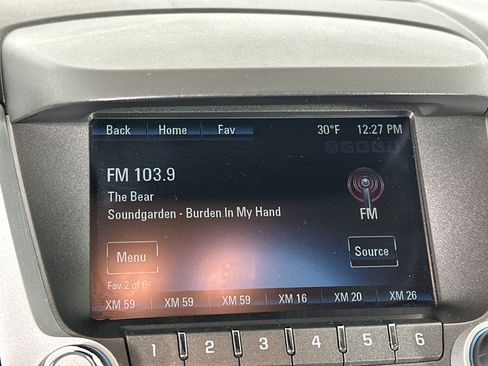 Back Home Fav 30°F 12:27 PM
FM 103.9
The Bear
Soundgarden - Burden In My Hand
FM
Menu Source
Fav 2 of 6
XM 59 XM 59 XM 59 XM 16 XM 20 XM 26
1 2 3 4 5 6